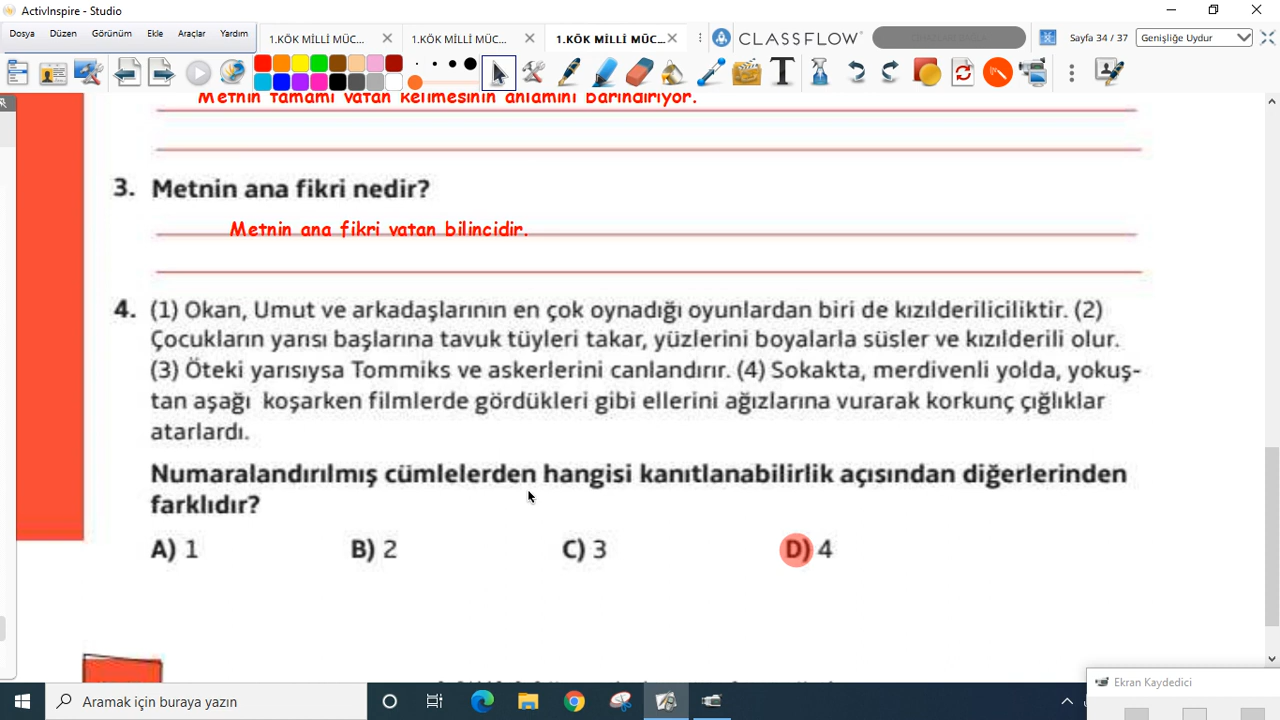 ActivInspire - Studio
Dosya Düzen Görünüm Ekle Araçlar Yardım
1.KÖK MİLLİ MÜC...
1.KÖK MİLLİ MÜC...
1.KÖK MİLLİ MÜC...
CLASSFLOW
Sayfa 34 / 37
Genişliğe Uydur
Metnin tamamı vatan kelimesinin anlamını barındırıyor.
3. Metnin ana fikri nedir?
Metnin ana fikri vatan bilincidir.
4. (1) Okan, Umut ve arkadaşlarının en çok oynadığı oyunlardan biri de kızılderiliciliktir. (2)
Çocukların yarısı başlarına tavuk tüyleri takar, yüzlerini boyalarla süsler ve kızılderili olur.
(3) Öteki yarısıysa Tommiks ve askerlerini canlandırır. (4) Sokakta, merdivenli yolda, yokuş-
tan aşağı koşarken filmlerde gördükleri gibi ellerini ağızlarına vurarak korkunç çığlıklar
atarlardı.
Numaralandırılmış cümlelerden hangisi kanıtlanabilirlik açısından diğerlerinden
farklıdır?
A) 1 B) 2 C) 3 D) 4
Ekran Kaydedici
Aramak için buraya yazın